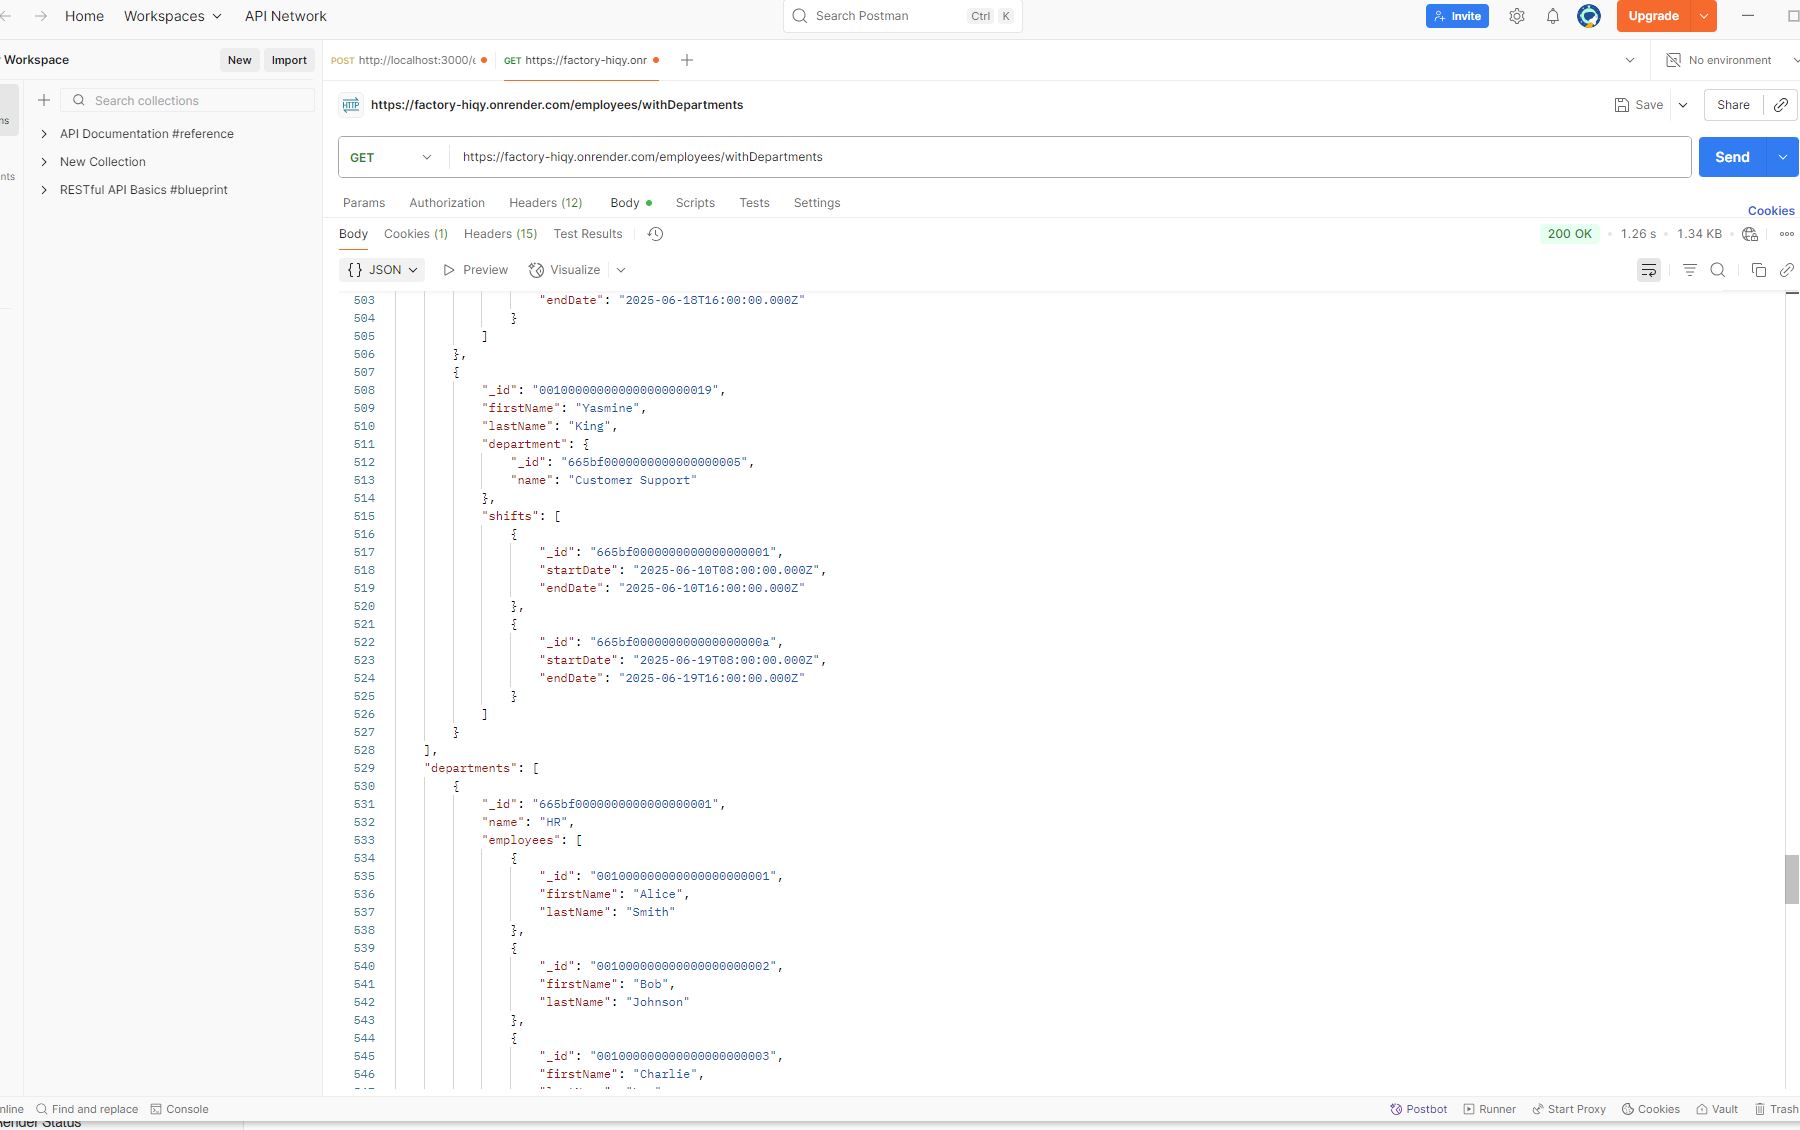 Home Workspaces API Network Search Postman Ctrl K Invite Upgrade
Workspace New Import POST http://localhost:3000/ GET https://factory-hiqy.onr No environment
Search collections
API Documentation #reference
New Collection
RESTful API Basics #blueprint
ns
nts
HTTP https://factory-hiqy.onrender.com/employees/withDepartments Save Share
GET https://factory-hiqy.onrender.com/employees/withDepartments Send
Params Authorization Headers (12) Body Scripts Tests Settings
Cookies
Body Cookies (1) Headers (15) Test Results 200 OK 1.26 s 1.34 KB
{} JSON Preview Visualize
503 "endDate": "2025-06-18T16:00:00.000Z"
504 }
505 ]
506 },
507 {
508 "_id": "001000000000000000000019",
509 "firstName": "Yasmine",
510 "lastName": "King",
511 "department": {
512 "_id": "665bf0000000000000000005",
513 "name": "Customer Support"
514 },
515 "shifts": [
516 {
517 "_id": "665bf0000000000000000001",
518 "startDate": "2025-06-10T08:00:00.000Z",
519 "endDate": "2025-06-10T16:00:00.000Z"
520 },
521 {
522 "_id": "665bf000000000000000000a",
523 "startDate": "2025-06-19T08:00:00.000Z",
524 "endDate": "2025-06-19T16:00:00.000Z"
525 }
526 ]
527 }
528 ],
529 "departments": [
530 {
531 "_id": "665bf0000000000000000001",
532 "name": "HR",
533 "employees": [
534 {
535 "_id": "001000000000000000000001",
536 "firstName": "Alice",
537 "lastName": "Smith"
538 },
539 {
540 "_id": "001000000000000000000002",
541 "firstName": "Bob",
542 "lastName": "Johnson"
543 },
544 {
545 "_id": "001000000000000000000003",
546 "firstName": "Charlie",
nline Find and replace Console Postbot Runner Start Proxy Cookies Vault Trash
ender Status